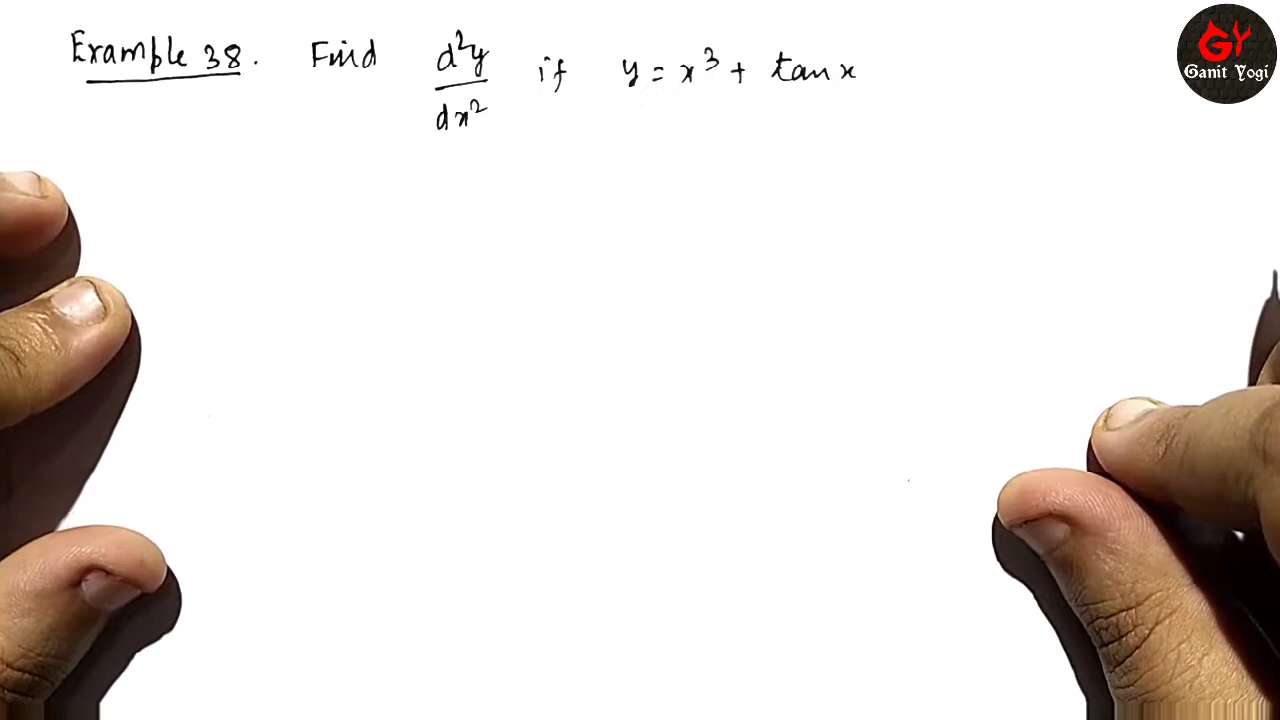 Example 38. Find d²y/dx² if y = x³ + tan x
GY
Ganit Yogi